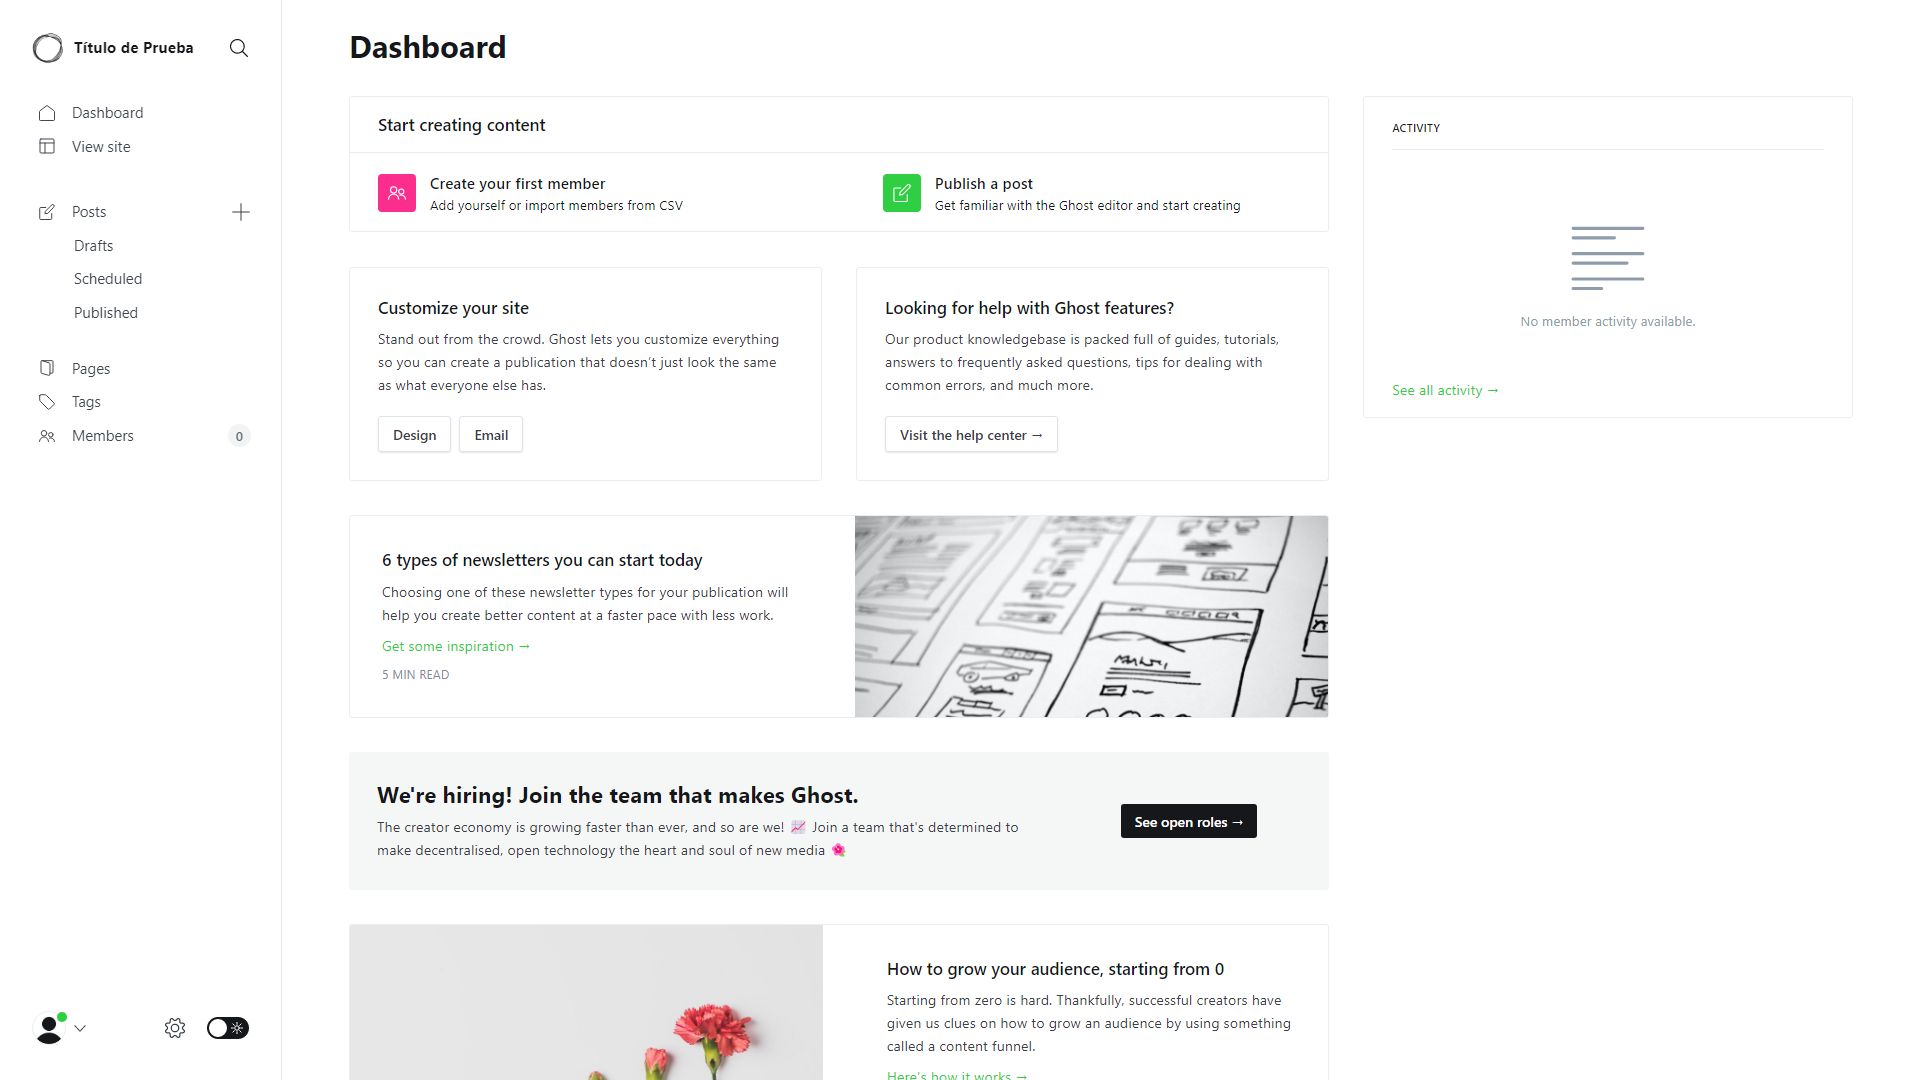 Título de Prueba
Dashboard
View site
Posts
Drafts
Scheduled
Published
Pages
Tags
Members
0
Dashboard
Start creating content
Create your first member
Add yourself or import members from CSV
Publish a post
Get familiar with the Ghost editor and start creating
Customize your site
Stand out from the crowd. Ghost lets you customize everything
so you can create a publication that doesn’t just look the same
as what everyone else has.
Design
Email
Looking for help with Ghost features?
Our product knowledgebase is packed full of guides, tutorials,
answers to frequently asked questions, tips for dealing with
common errors, and much more.
Visit the help center →
6 types of newsletters you can start today
Choosing one of these newsletter types for your publication will
help you create better content at a faster pace with less work.
Get some inspiration →
5 MIN READ
We're hiring! Join the team that makes Ghost.
The creator economy is growing faster than ever, and so are we! 📈 Join a team that's determined to
make decentralised, open technology the heart and soul of new media 🌺
See open roles →
How to grow your audience, starting from 0
Starting from zero is hard. Thankfully, successful creators have
given us clues on how to grow an audience by using something
called a content funnel.
Here's how it works →
ACTIVITY
No member activity available.
See all activity →